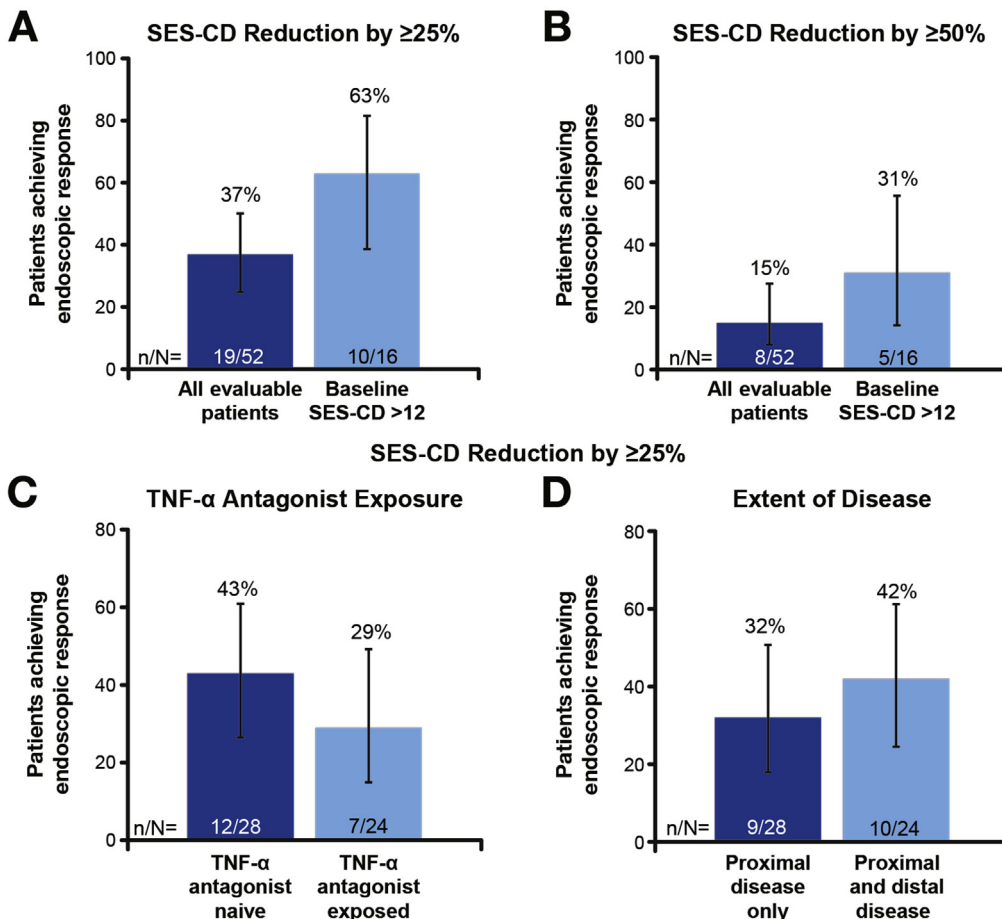 A
SES-CD Reduction by ≥25%
Patients achieving
endoscopic response
100
80
60
40
20
0
37%
63%
n/N=
19/52
10/16
All evaluable
patients
Baseline
SES-CD >12
B
SES-CD Reduction by ≥50%
Patients achieving
endoscopic response
100
80
60
40
20
0
15%
31%
n/N=
8/52
5/16
All evaluable
patients
Baseline
SES-CD >12
SES-CD Reduction by ≥25%
C
TNF-α Antagonist Exposure
Patients achieving
endoscopic response
80
60
40
20
0
43%
29%
n/N=
12/28
7/24
TNF-α
antagonist
naive
TNF-α
antagonist
exposed
D
Extent of Disease
Patients achieving
endoscopic response
80
60
40
20
0
32%
42%
n/N=
9/28
10/24
Proximal
disease
only
Proximal
and distal
disease